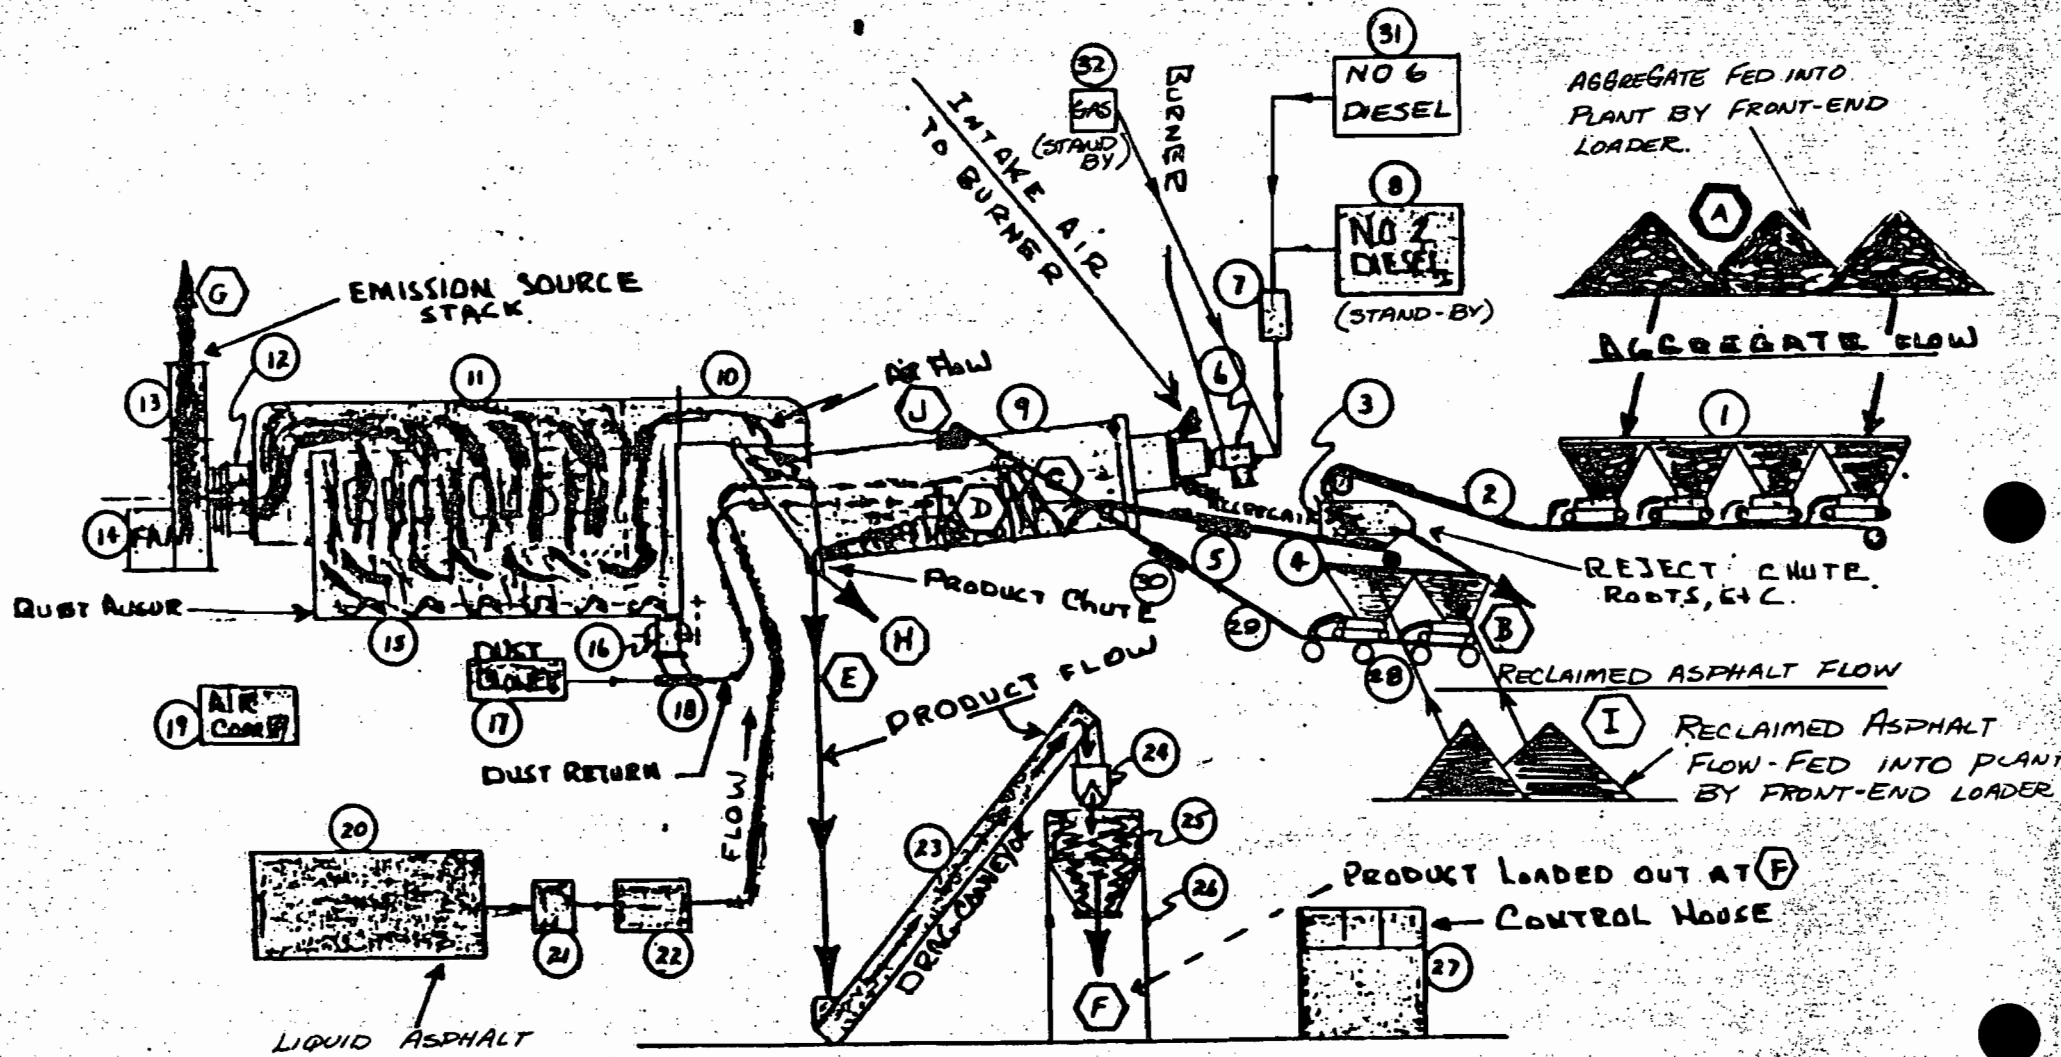 31
NO 6
DIESEL
32
GAS
(STAND
BY)
BURNER
INTAKE AIR
TO BURNER
AGGREGATE FED INTO
PLANT BY FRONT-END
LOADER.
8
NO 2
DIESEL
(STAND-BY)
A
AGGREGATE FLOW
7
G
EMISSION SOURCE
STACK
12
13
11
10
AIR FLOW
J
9
6
3
1
2
14
FAN
C
D
5
4
30
REJECT CHUTE
ROOTS, ETC.
PRODUCT CHUTE
DUST AUGUR
15
16
H
29
B
28
RECLAIMED ASPHALT FLOW
DUST
17
18
19
AIR
E
PRODUCT FLOW
I
RECLAIMED ASPHALT
FLOW-FED INTO PLANT
BY FRONT-END LOADER
DUST RETURN
FLOW
24
25
20
23
DRAG CONEYOR
26
PRODUCT LOADED OUT AT F
CONTROL HOUSE
21
22
F
27
LIQUID ASPHALT